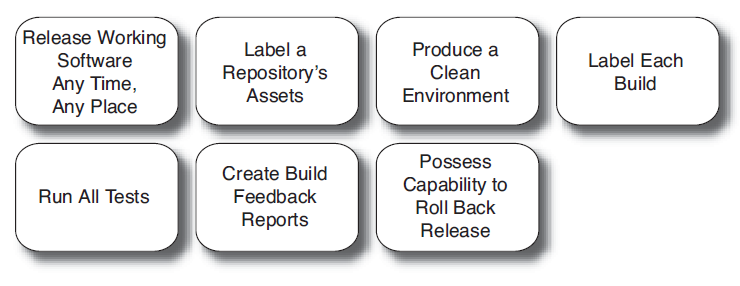 Release Working
Software
Any Time,
Any Place
Label a
Repository's
Assets
Produce a
Clean
Environment
Label Each
Build
Run All Tests
Create Build
Feedback
Reports
Possess
Capability to
Roll Back
Release